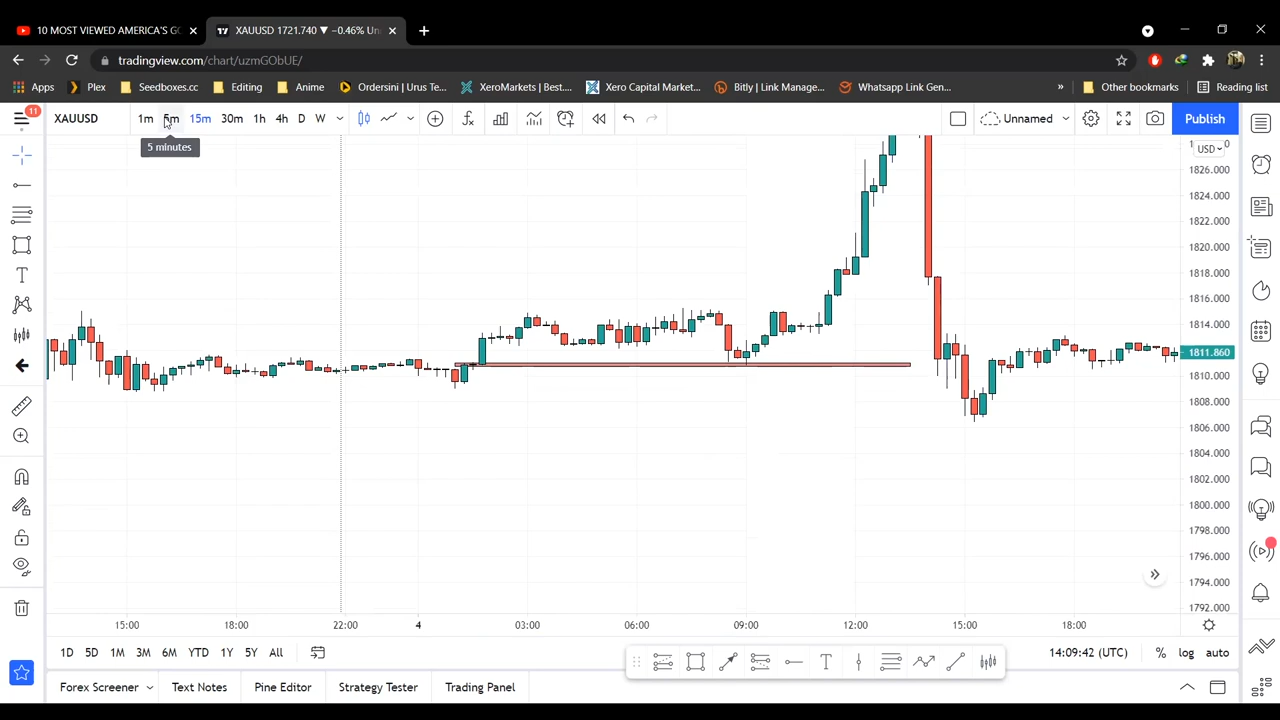 10 MOST VIEWED AMERICA'S GO
XAUUSD 1721.740 ▼ −0.46% Un
tradingview.com/chart/uzmGObUE/
Apps
Plex
Seedboxes.cc
Editing
Anime
Ordersini | Urus Te...
XeroMarkets | Best...
Xero Capital Market...
Bitly | Link Manag...
Whatsapp Link Gen...
»
Other bookmarks
Reading list
11
XAUUSD
1m
5m
15m
30m
1h
4h
D
W
Unnamed
Publish
5 minutes
USD
1826.000
1824.000
1822.000
1820.000
1818.000
1816.000
1814.000
1811.860
1810.000
1808.000
1806.000
1804.000
1802.000
1800.000
1798.000
1796.000
1794.000
1792.000
15:00
18:00
22:00
4
03:00
06:00
09:00
12:00
15:00
18:00
1D
5D
1M
3M
6M
YTD
1Y
5Y
All
14:09:42 (UTC)
%
log
auto
Forex Screener
Text Notes
Pine Editor
Strategy Tester
Trading Panel